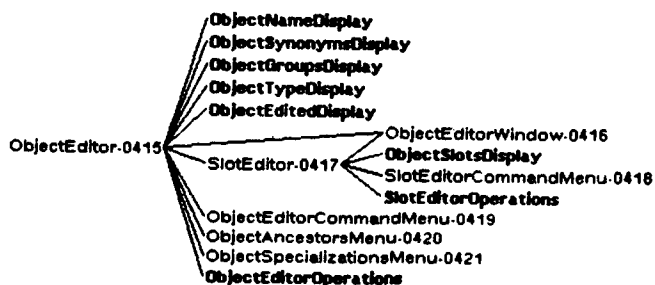 ObjectNameDisplay
ObjectSynonymsDisplay
ObjectGroupsDisplay
ObjectTypeDisplay
ObjectEditedDisplay
ObjectEditor-0415
ObjectEditorWindow-0416
SlotEditor-0417
ObjectSlotsDisplay
SlotEditorCommandMenu-0418
SlotEditorOperations
ObjectEditorCommandMenu-0419
ObjectAncestorsMenu-0420
ObjectSpecializationsMenu-0421
ObjectEditorOperations